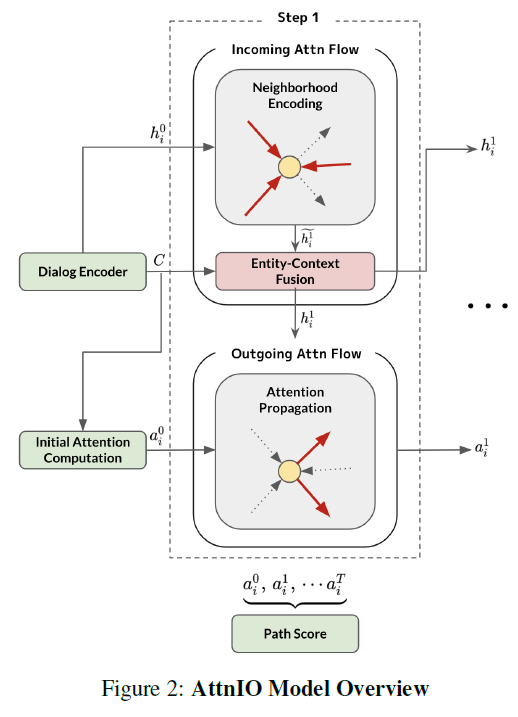 Step 1
Incoming Attn Flow
Neighborhood
Encoding
h_i^0
h_i^1
\widetilde{h_i^1}
Dialog Encoder
C
Entity-Context
Fusion
h_i^1
• • •
Outgoing Attn Flow
Attention
Propagation
Initial Attention
Computation
a_i^0
a_i^1
a_i^0, a_i^1, ⋯ a_i^T
Path Score
Figure 2: AttnIO Model Overview